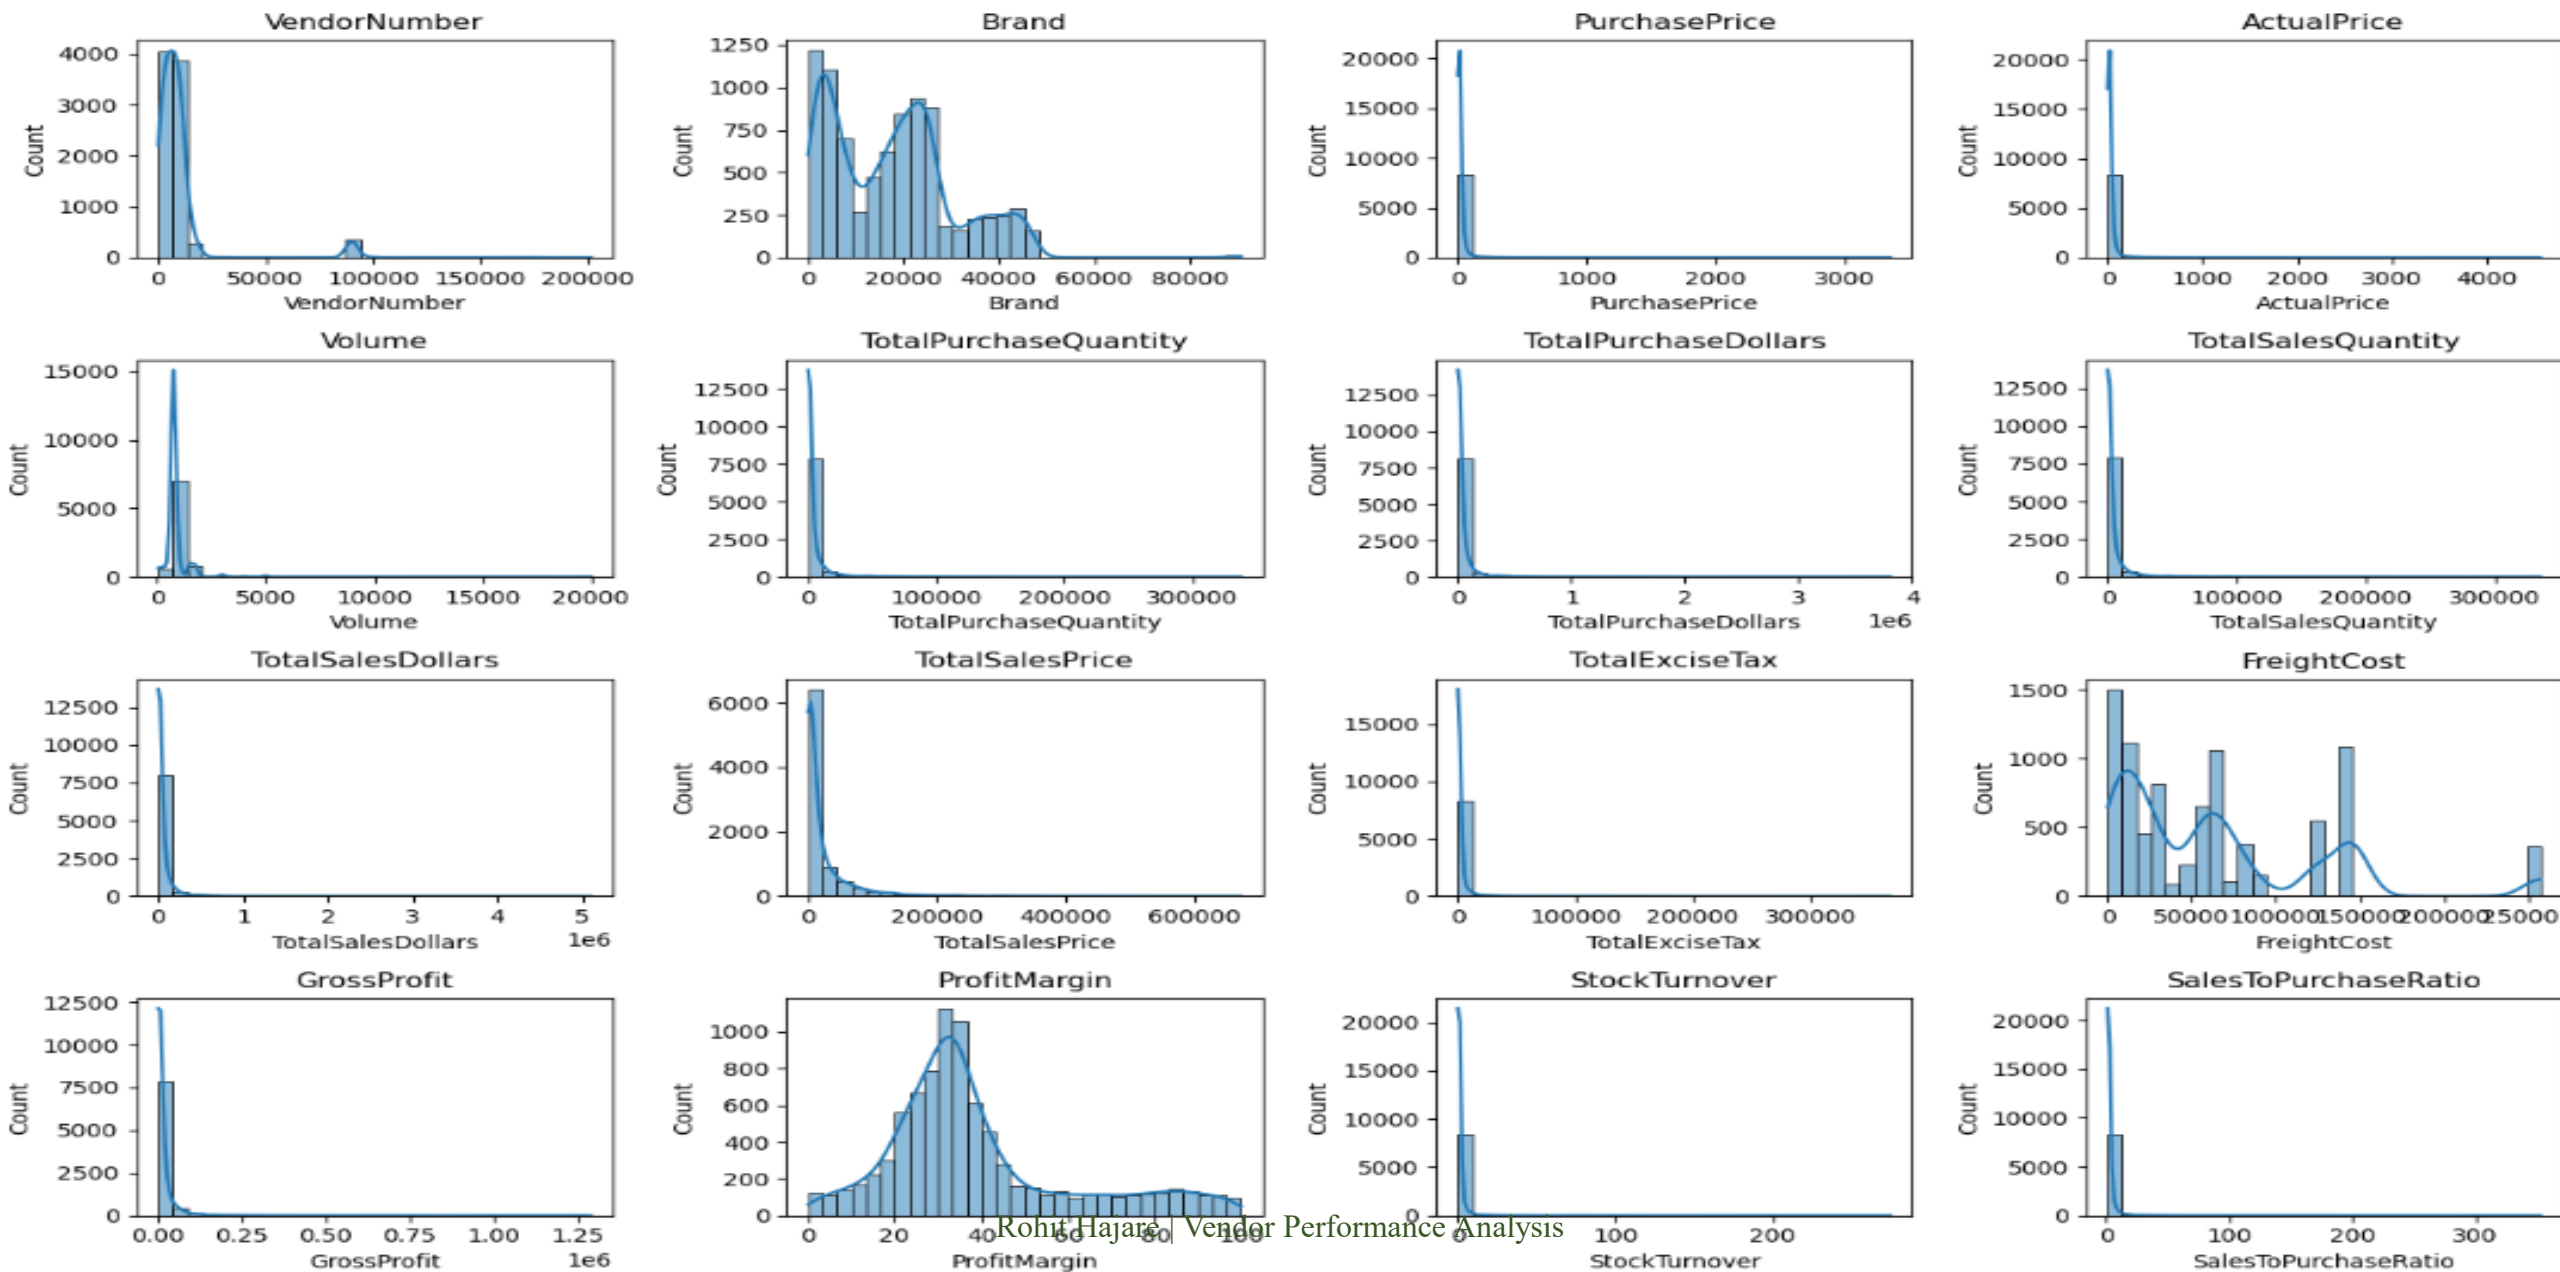 VendorNumber
Count
4000
3000
2000
1000
0
0 50000 100000 150000 200000
VendorNumber
Brand
Count
1250
1000
750
500
250
0
0 20000 40000 60000 80000
Brand
PurchasePrice
Count
20000
15000
10000
5000
0
0 1000 2000 3000
PurchasePrice
ActualPrice
Count
20000
15000
10000
5000
0
0 1000 2000 3000 4000
ActualPrice
Volume
Count
15000
10000
5000
0
0 5000 10000 15000 20000
Volume
TotalPurchaseQuantity
Count
12500
10000
7500
5000
2500
0
0 100000 200000 300000
TotalPurchaseQuantity
TotalPurchaseDollars
Count
12500
10000
7500
5000
2500
0
0 1 2 3 4
TotalPurchaseDollars 1e6
TotalSalesQuantity
Count
12500
10000
7500
5000
2500
0
0 100000 200000 300000
TotalSalesQuantity
TotalSalesDollars
Count
12500
10000
7500
5000
2500
0
0 1 2 3 4 5
TotalSalesDollars 1e6
TotalSalesPrice
Count
6000
4000
2000
0
0 200000 400000 600000
TotalSalesPrice
TotalExciseTax
Count
15000
10000
5000
0
0 100000 200000 300000
TotalExciseTax
FreightCost
Count
1500
1000
500
0
0 50000 100000 150000 200000 25000
FreightCost
GrossProfit
Count
12500
10000
7500
5000
2500
0
0.00 0.25 0.50 0.75 1.00 1.25
GrossProfit 1e6
ProfitMargin
Count
1000
800
600
400
200
0
0 20 40 60 80 100
ProfitMargin
StockTurnover
Count
20000
15000
10000
5000
0
0 100 200
StockTurnover
SalesToPurchaseRatio
Count
20000
15000
10000
5000
0
0 100 200 300
SalesToPurchaseRatio
Rohit Hajare | Vendor Performance Analysis